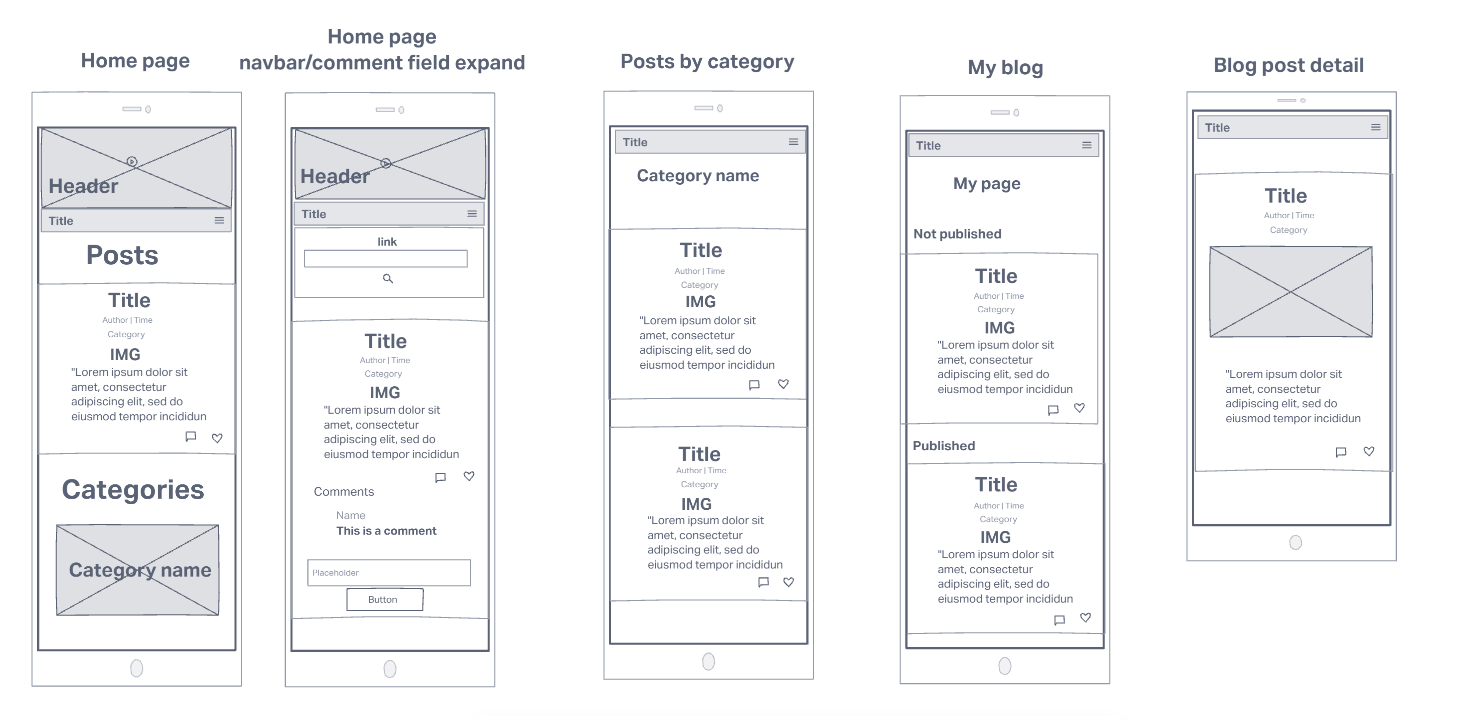 Home page
Header
Title
Posts
Title
Author | Time
Category
IMG
"Lorem ipsum dolor sit
amet, consectetur
adipiscing elit, sed do
eiusmod tempor incididun
Categories
Category name
Home page
navbar/comment field expand
Header
Title
link
Title
Author | Time
Category
IMG
"Lorem ipsum dolor sit
amet, consectetur
adipiscing elit, sed do
eiusmod tempor incididun
Comments
Name
This is a comment
Placeholder
Button
Posts by category
Title
Category name
Title
Author | Time
Category
IMG
"Lorem ipsum dolor sit
amet, consectetur
adipiscing elit, sed do
eiusmod tempor incididun
Title
Author | Time
Category
IMG
"Lorem ipsum dolor sit
amet, consectetur
adipiscing elit, sed do
eiusmod tempor incididun
My blog
Title
My page
Not published
Title
Author | Time
Category
IMG
"Lorem ipsum dolor sit
amet, consectetur
adipiscing elit, sed do
eiusmod tempor incididun
Published
Title
Author | Time
Category
IMG
"Lorem ipsum dolor sit
amet, consectetur
adipiscing elit, sed do
eiusmod tempor incididun
Blog post detail
Title
Title
Author | Time
Category
"Lorem ipsum dolor sit
amet, consectetur
adipiscing elit, sed do
eiusmod tempor incididun